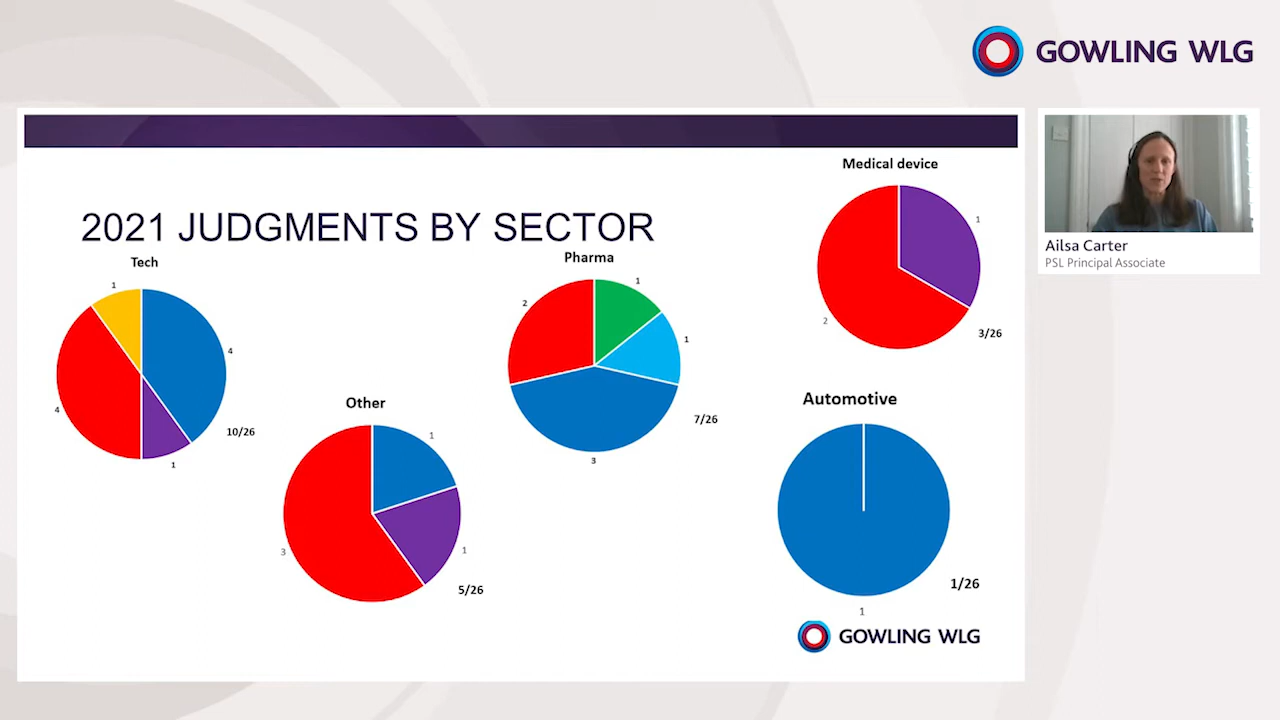 GOWLING WLG
2021 JUDGMENTS BY SECTOR
Tech
1
4
4
1
10/26
Other
1
3
1
5/26
Pharma
1
2
1
3
7/26
Medical device
1
2
3/26
Automotive
1
1/26
GOWLING WLG
Ailsa Carter
PSL Principal Associate